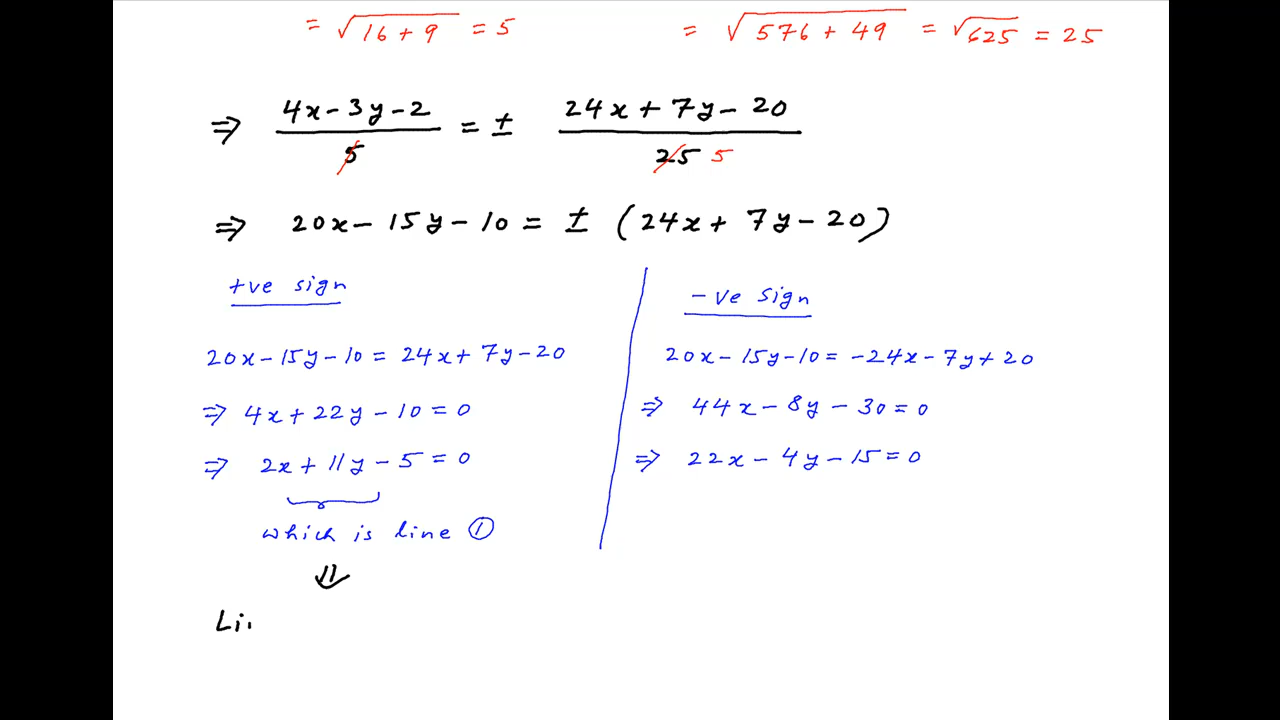 = √16 + 9 = 5 = √576 + 49 = √625 = 25
⇒ 4x - 3y - 2 / 5 = ± 24x + 7y - 20 / 25 5
⇒ 20x - 15y - 10 = ± (24x + 7y - 20)
+ve sign
20x - 15y - 10 = 24x + 7y - 20
⇒ 4x + 22y - 10 = 0
⇒ 2x + 11y - 5 = 0
which is line ①
⇓
Li
-ve sign
20x - 15y - 10 = -24x - 7y + 20
⇒ 44x - 8y - 30 = 0
⇒ 22x - 4y - 15 = 0